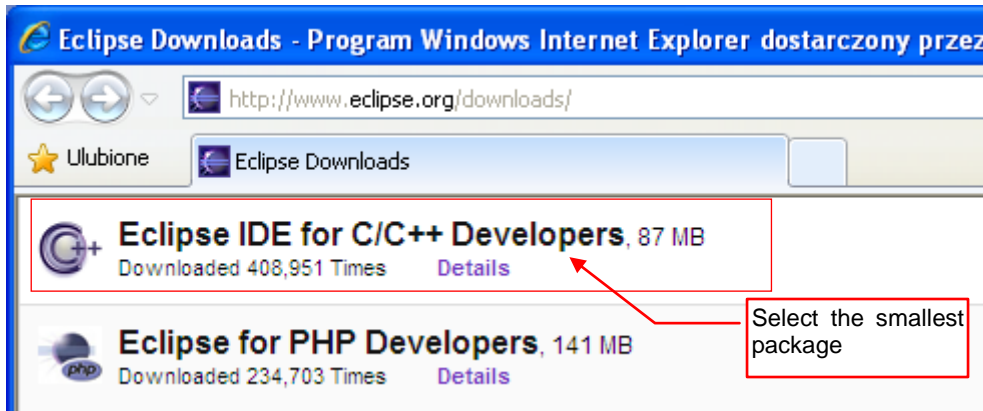 Eclipse Downloads - Program Windows Internet Explorer dostarczony przez
http://www.eclipse.org/downloads/
Ulubione
Eclipse Downloads
Eclipse IDE for C/C++ Developers, 87 MB
Downloaded 408,951 Times Details
Select the smallest
package
Eclipse for PHP Developers, 141 MB
php
Downloaded 234,703 Times Details